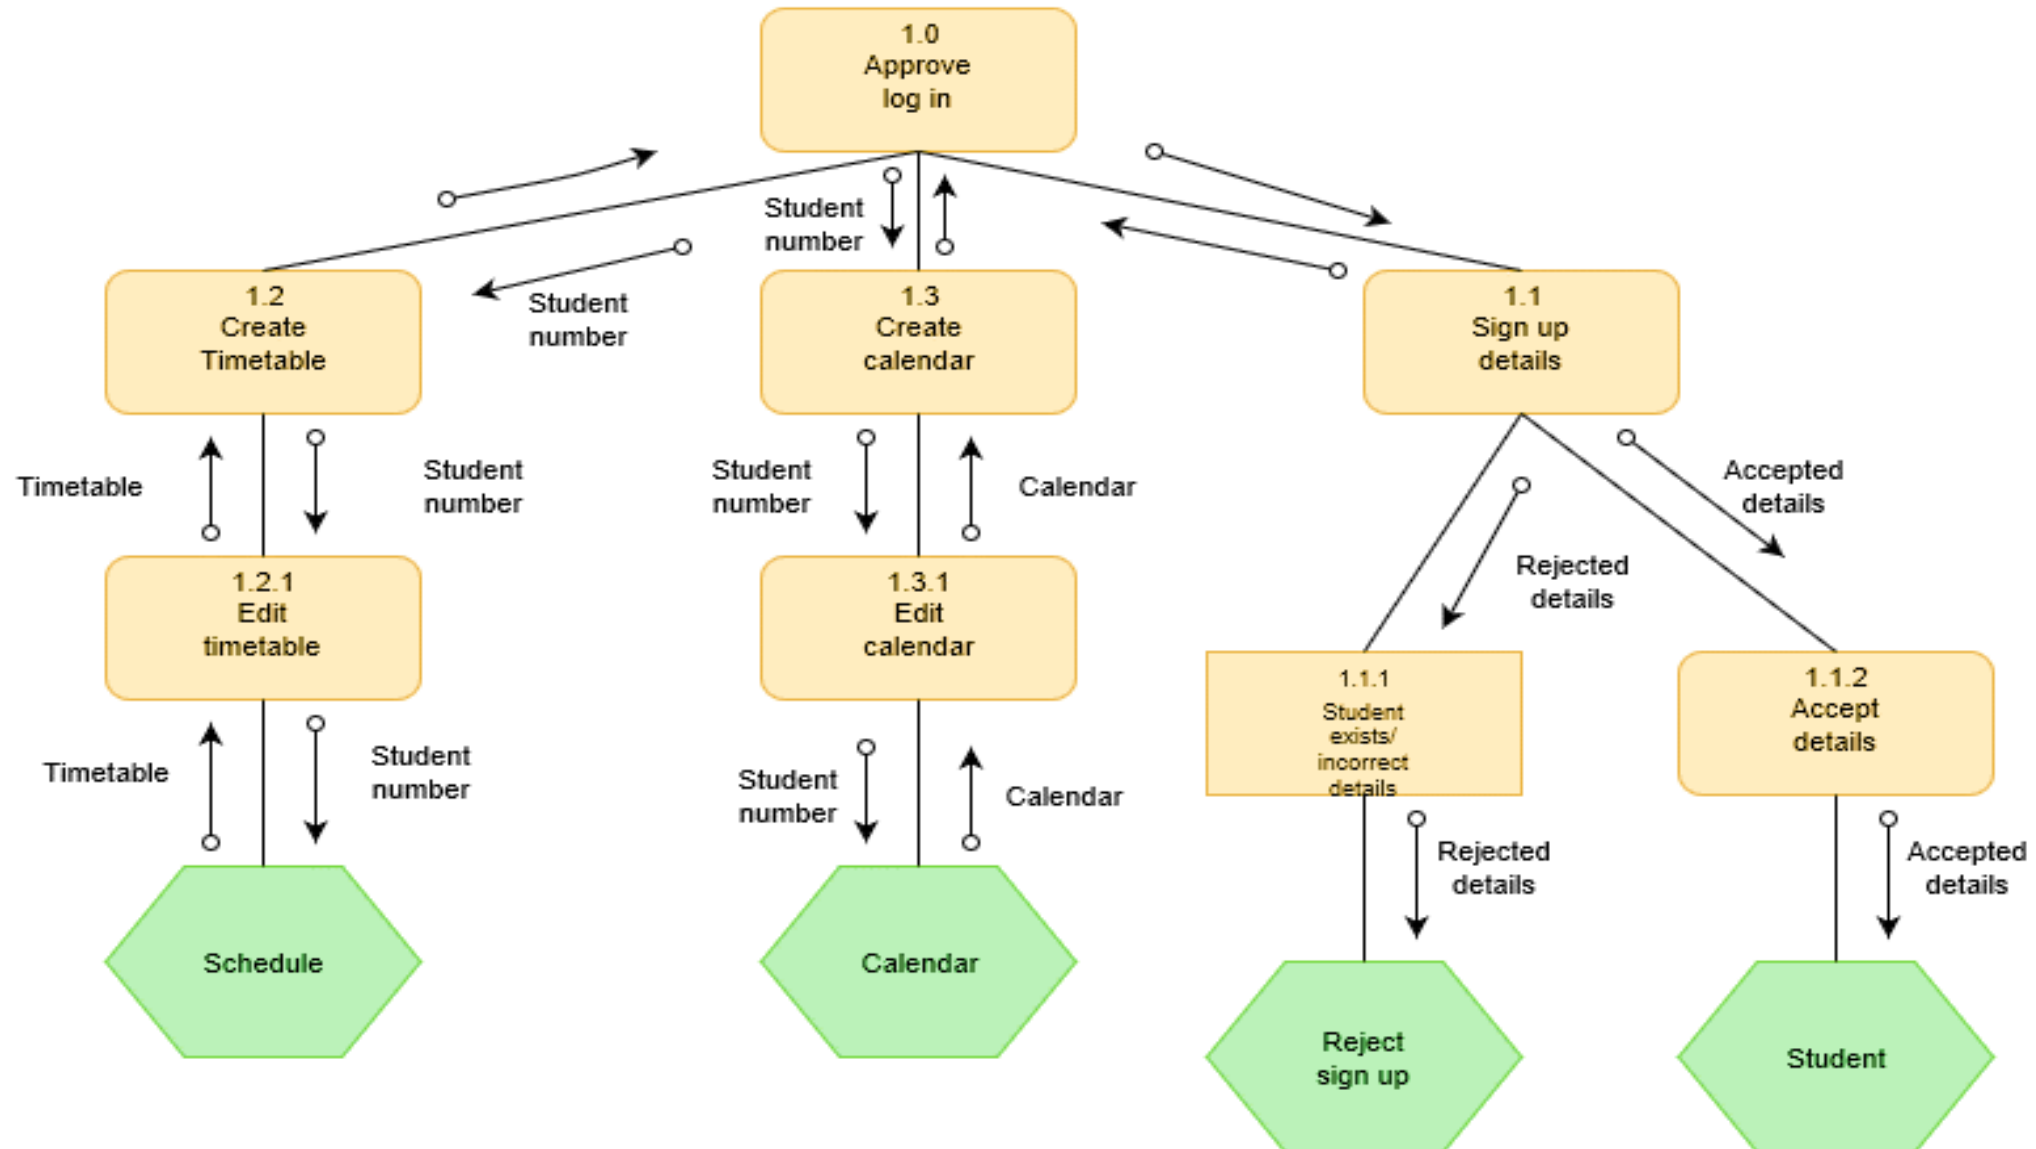 1.0
Approve
log in
Student
number
Student
number
1.2
Create
Timetable
1.3
Create
calendar
1.1
Sign up
details
Timetable
Student
number
Student
number
Calendar
Accepted
details
Rejected
details
1.2.1
Edit
timetable
1.3.1
Edit
calendar
1.1.1
Student
exists/
incorrect
details
1.1.2
Accept
details
Timetable
Student
number
Student
number
Calendar
Rejected
details
Accepted
details
Schedule
Calendar
Reject
sign up
Student